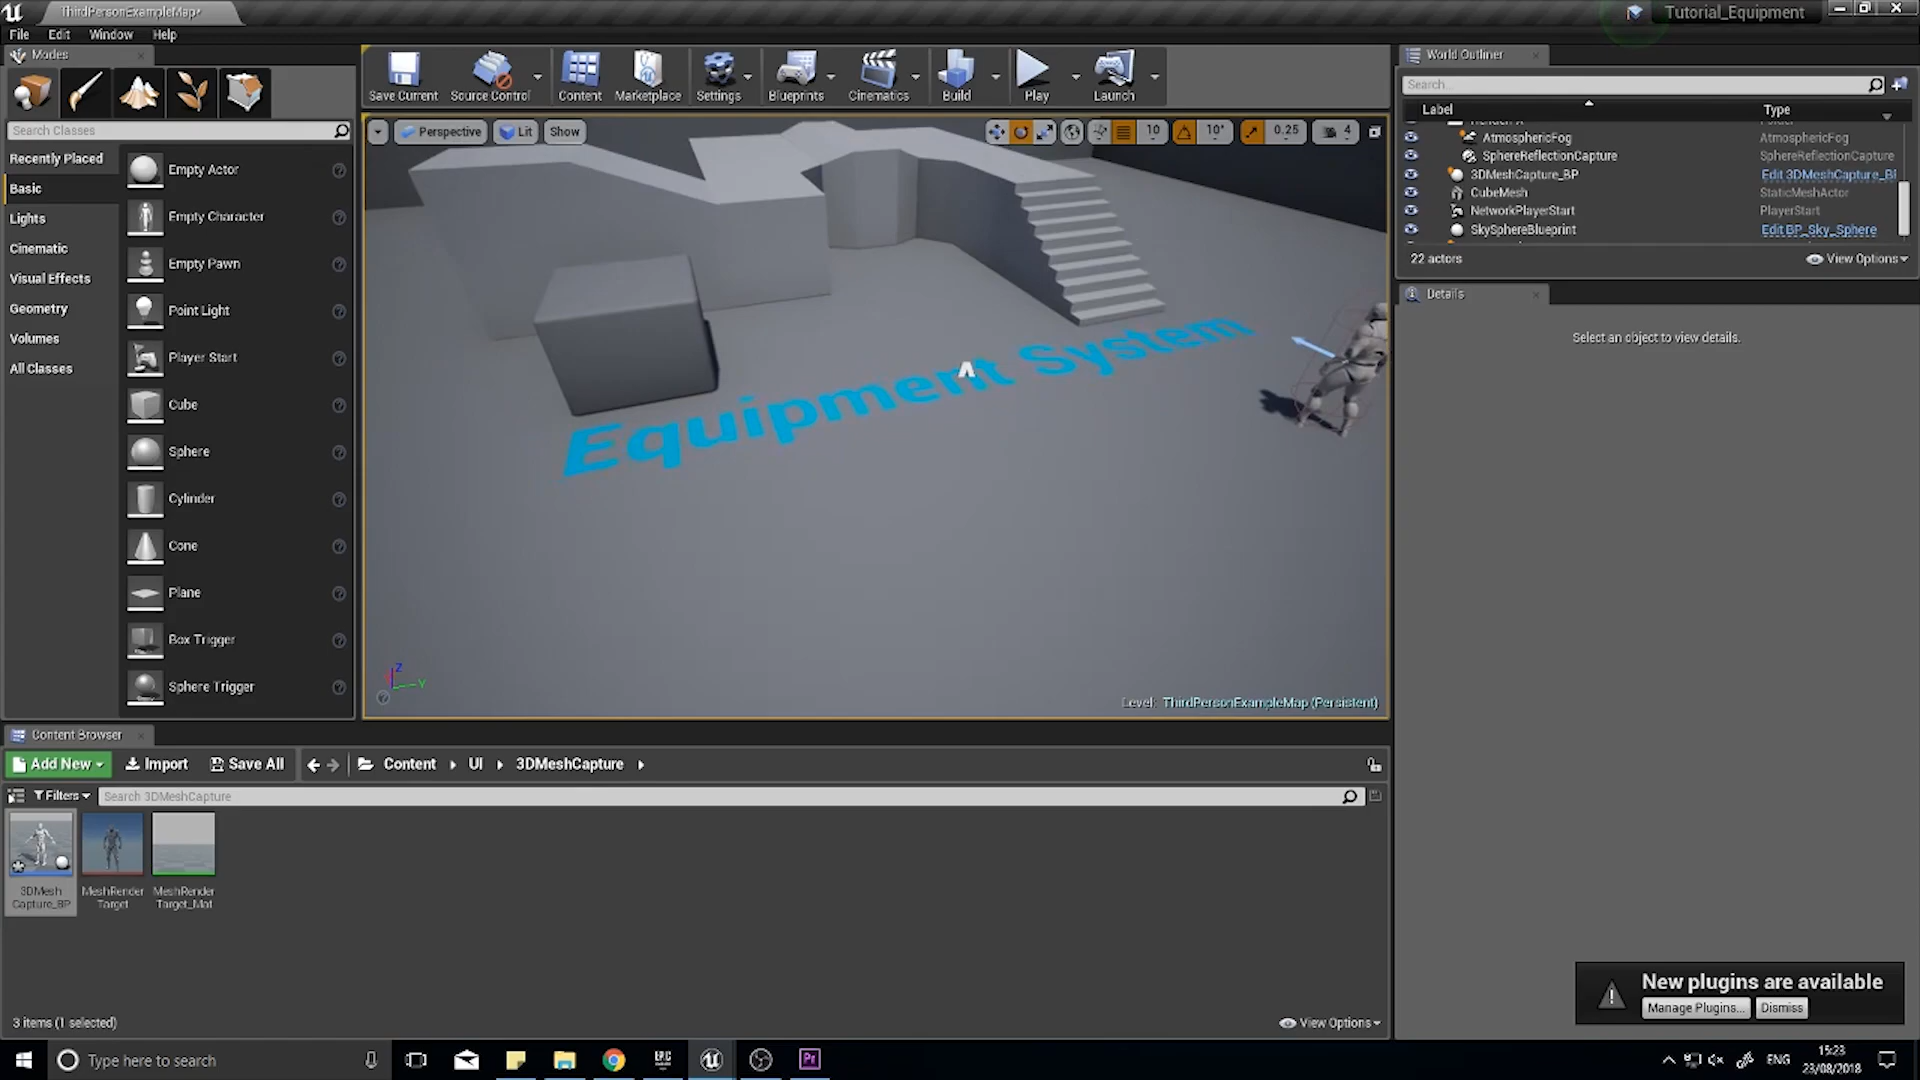 ThirdPersonExampleMap*
Tutorial_Equipment
File Edit Window Help
Modes
Search Classes
Recently Placed
Basic
Lights
Cinematic
Visual Effects
Geometry
Volumes
All Classes
Empty Actor
Empty Character
Empty Pawn
Point Light
Player Start
Cube
Sphere
Cylinder
Cone
Plane
Box Trigger
Sphere Trigger
Save Current Source Control Content Marketplace Settings Blueprints Cinematics Build Play Launch
Perspective Lit Show
10 10° 0.25 4
Equipment System
Z
Y
Level: ThirdPersonExampleMap (Persistent)
World Outliner
Search...
Label Type
AtmosphericFog AtmosphericFog
SphereReflectionCapture SphereReflectionCapture
3DMeshCapture_BP Edit 3DMeshCapture_BP
CubeMesh StaticMeshActor
NetworkPlayerStart PlayerStart
SkySphereBlueprint Edit BP_Sky_Sphere
22 actors View Options
Details
Select an object to view details.
Content Browser
Add New Import Save All Content UI 3DMeshCapture
Filters Search 3DMeshCapture
3DMesh
Capture_BP
MeshRender
Target
MeshRender
Target_Mat
3 items (1 selected) View Options
New plugins are available
Manage Plugins... Dismiss
Type here to search
EPIC
Pr
ENG
15:23
23/08/2018